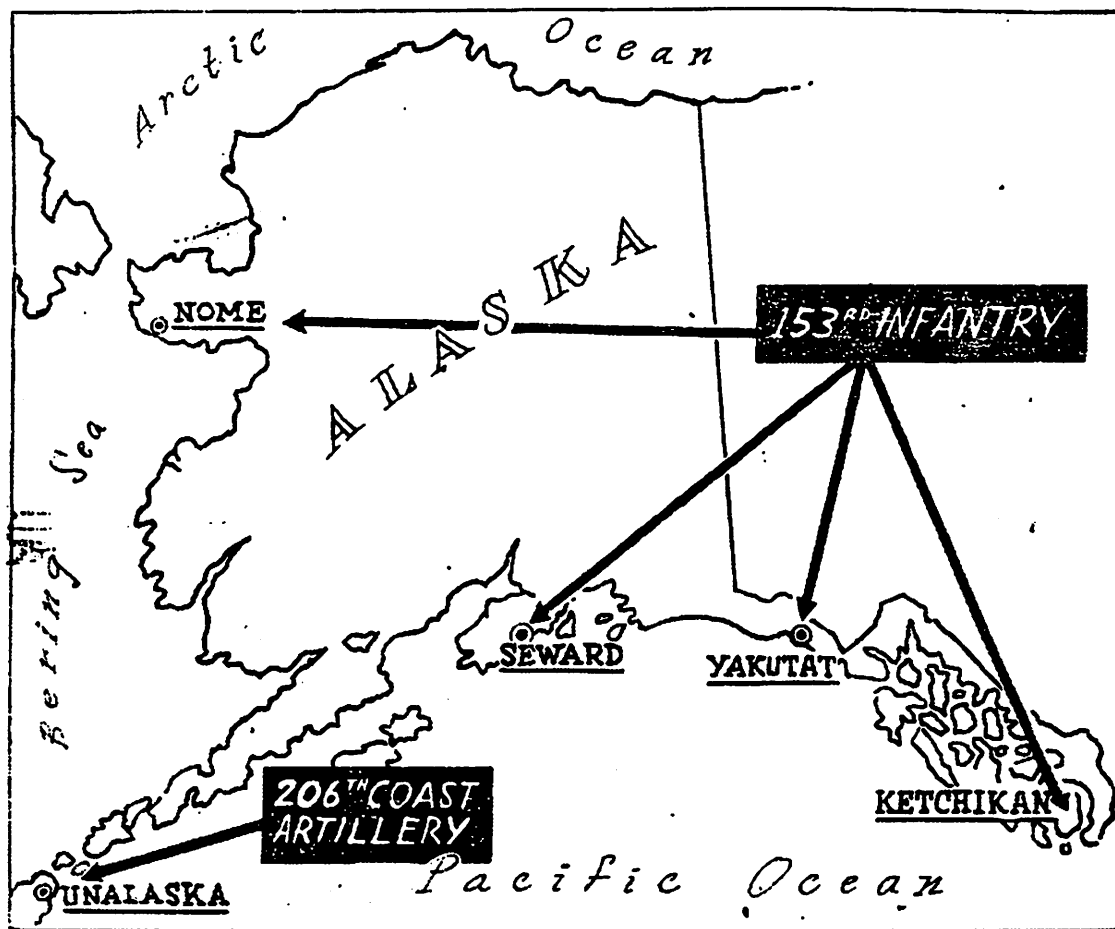 Arctic
Ocean
ALASKA
NOME
153RD INFANTRY
Bering Sea
SEWARD
YAKUTAT
KETCHIKAN
206TH COAST
ARTILLERY
UNALASKA
Pacific Ocean